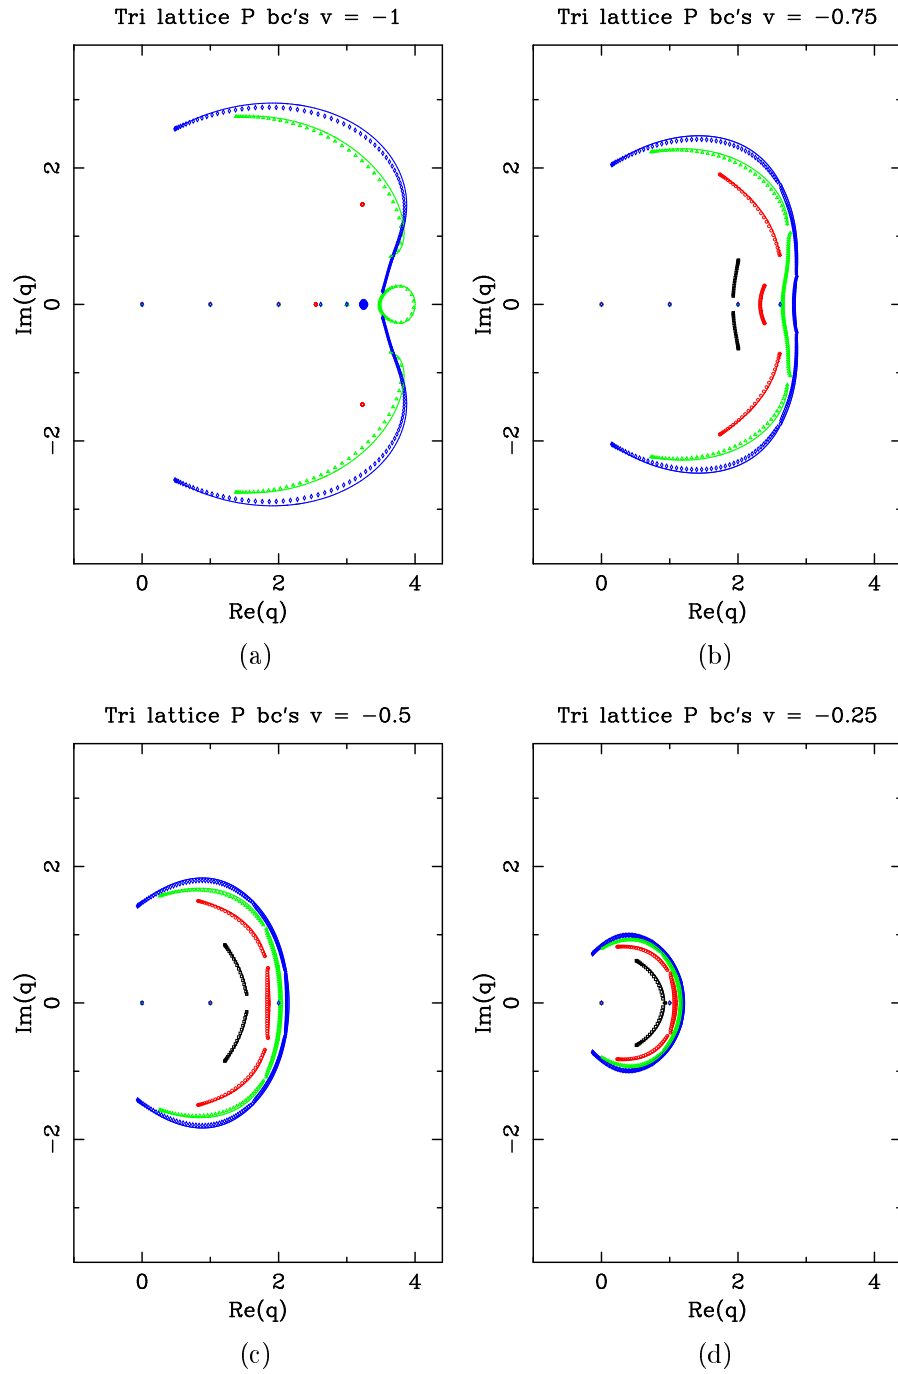 Tri lattice P bc's v = −1
Tri lattice P bc's v = −0.75
Im(q)
2
0
−2
Im(q)
2
0
−2
0 2 4
0 2 4
Re(q)
Re(q)
(a)
(b)
Tri lattice P bc's v = −0.5
Tri lattice P bc's v = −0.25
Im(q)
2
0
−2
Im(q)
2
0
−2
0 2 4
0 2 4
Re(q)
Re(q)
(c)
(d)